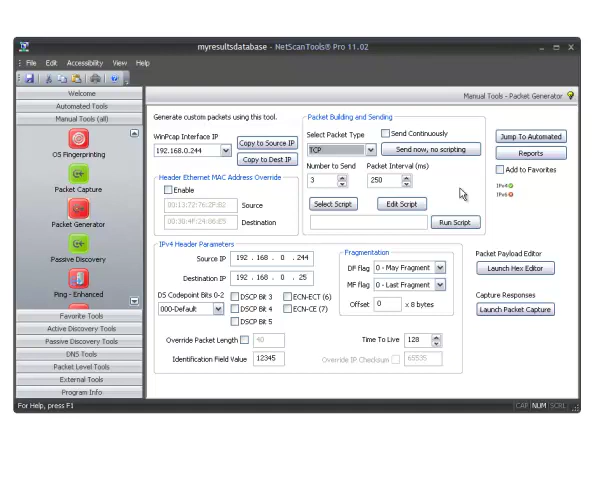 myresultsdatabase - NetScanTools® Pro 11.02
File Edit Accessibility View Help
Welcome
Automated Tools
Manual Tools (all)
OS Fingerprinting
Packet Capture
Packet Generator
Passive Discovery
Ping - Enhanced
Favorite Tools
Active Discovery Tools
Passive Discovery Tools
DNS Tools
Packet Level Tools
External Tools
Program Info
Manual Tools - Packet Generator
Generate custom packets using this tool.
WinPcap Interface IP
192.168.0.244
Copy to Source IP
Copy to Dest IP
Header Ethernet MAC Address Override
Enable
00:13:72:76:2F:B2 Source
Destination
Packet Building and Sending
Select Packet Type
Send Continuously
TCP
Send now, no scripting
Number to Send Packet Interval (ms)
3 250
Select Script Edit Script
Run Script
Jump To Automated
Reports
Add to Favorites
IPv4
IPv6
IPv4 Header Parameters
Source IP 192 . 168 . 0 . 244
Destination IP 192 . 168 . 0 . 25
DS Codepoint Bits 0-2
000-Default
DSCP Bit 3 ECN-ECT (6)
DSCP Bit 4 ECN-CE (7)
DSCP Bit 5
Fragmentation
DF flag 0 - May Fragment
MF flag 0 - Last Fragment
Offset 0 x 8 bytes
Override Packet Length 40
Time To Live 128
Identification Field Value 12345
Override IP Checksum 65535
Packet Payload Editor
Launch Hex Editor
Capture Responses
Launch Packet Capture
For Help, press F1
CAP NUM SCRL